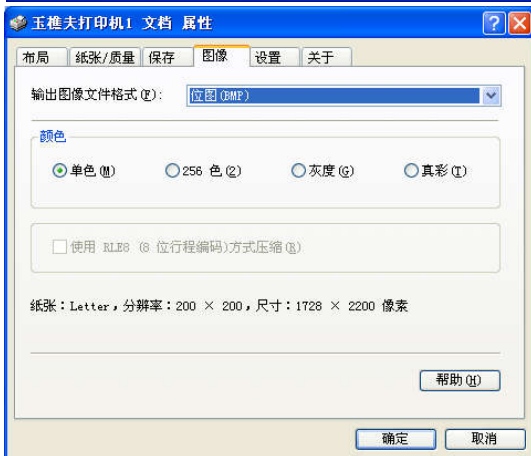 玉樵夫打印机1 文档 属性
布局 纸张/质量 保存 图像 设置 关于
输出图像文件格式(F): 位图(BMP)
颜色
单色(M) 256 色(2) 灰度(G) 真彩(T)
使用 RLE8 (8 位行程编码)方式压缩(R)
纸张：Letter，分辨率：200 × 200，尺寸：1728 × 2200 像素
帮助(H)
确定 取消